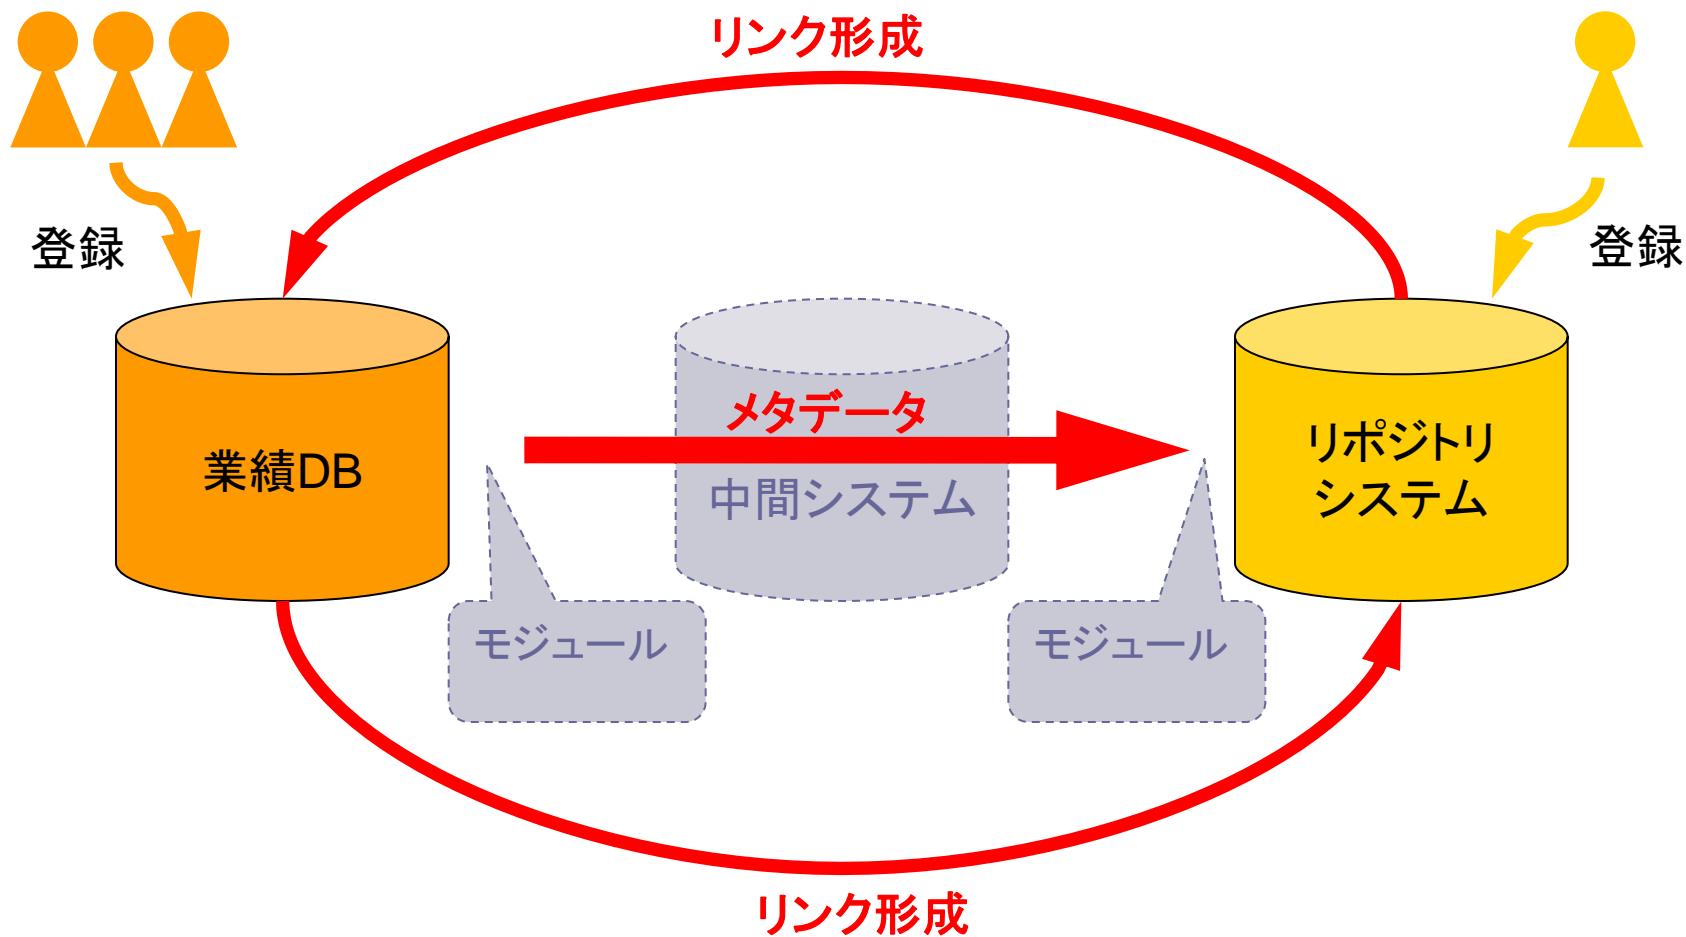 リンク形成
登録
登録
メタデータ
業績DB
中間システム
リポジトリ
システム
モジュール
モジュール
リンク形成